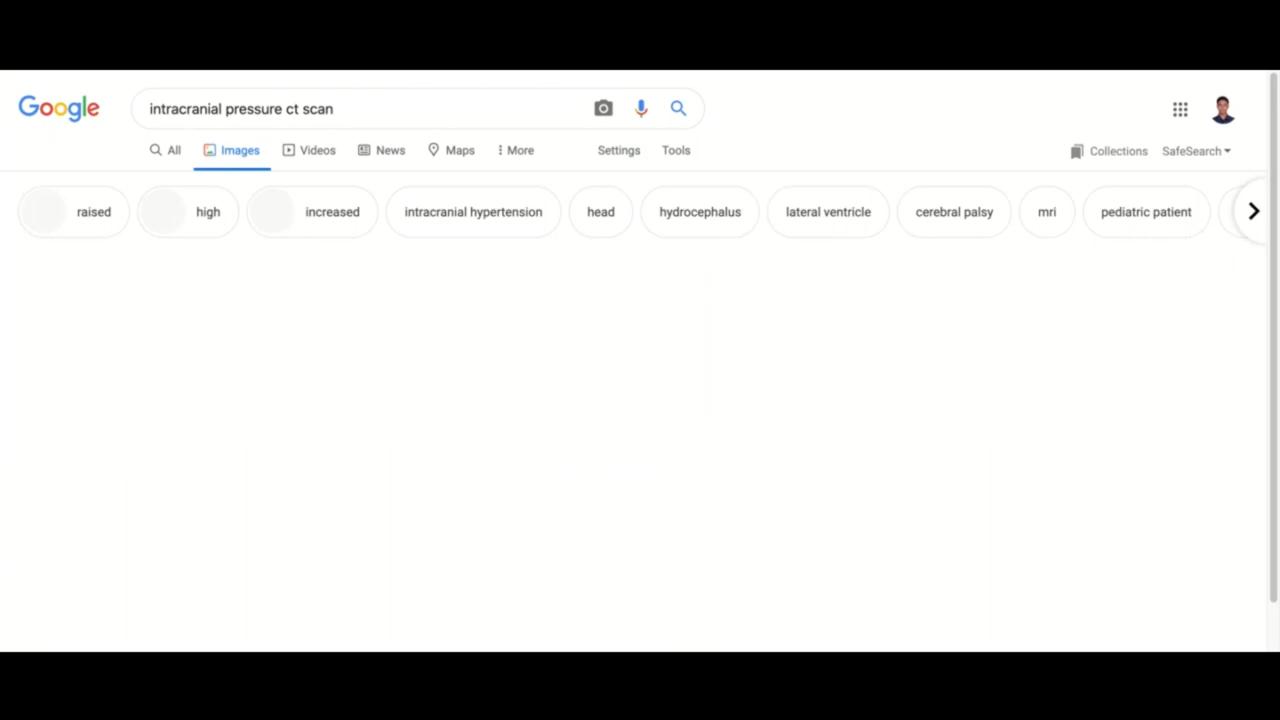 Google intracranial pressure ct scan
All Images Videos News Maps More Settings Tools Collections SafeSearch
raised high increased intracranial hypertension head hydrocephalus lateral ventricle cerebral palsy mri pediatric patient